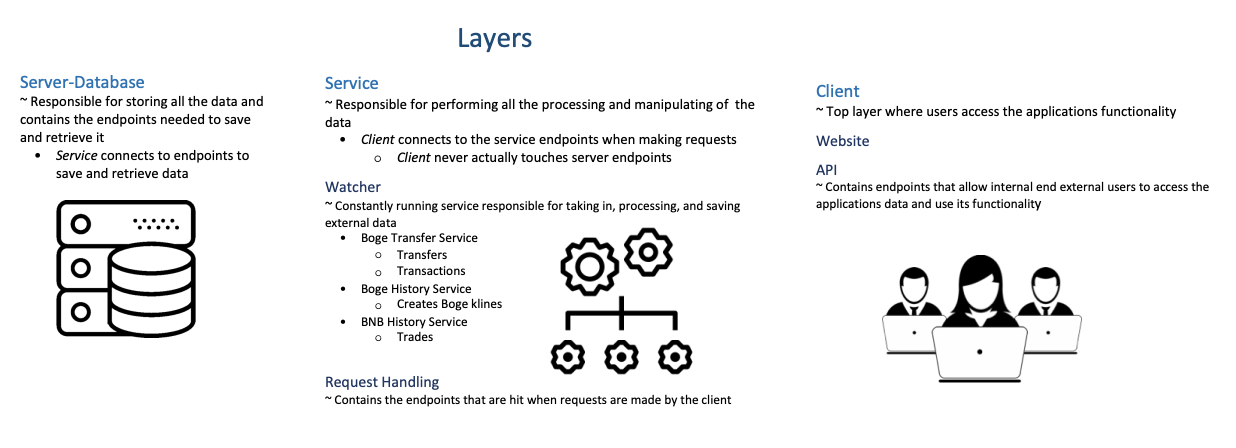 Layers
Server-Database
~ Responsible for storing all the data and
contains the endpoints needed to save
and retrieve it
• Service connects to endpoints to
save and retrieve data
Service
~ Responsible for performing all the processing and manipulating of the
data
• Client connects to the service endpoints when making requests
o Client never actually touches server endpoints
Watcher
~ Constantly running service responsible for taking in, processing, and saving
external data
• Boge Transfer Service
o Transfers
o Transactions
• Boge History Service
o Creates Boge klines
• BNB History Service
o Trades
Request Handling
~ Contains the endpoints that are hit when requests are made by the client
Client
~ Top layer where users access the applications functionality
Website
API
~ Contains endpoints that allow internal end external users to access the
applications data and use its functionality